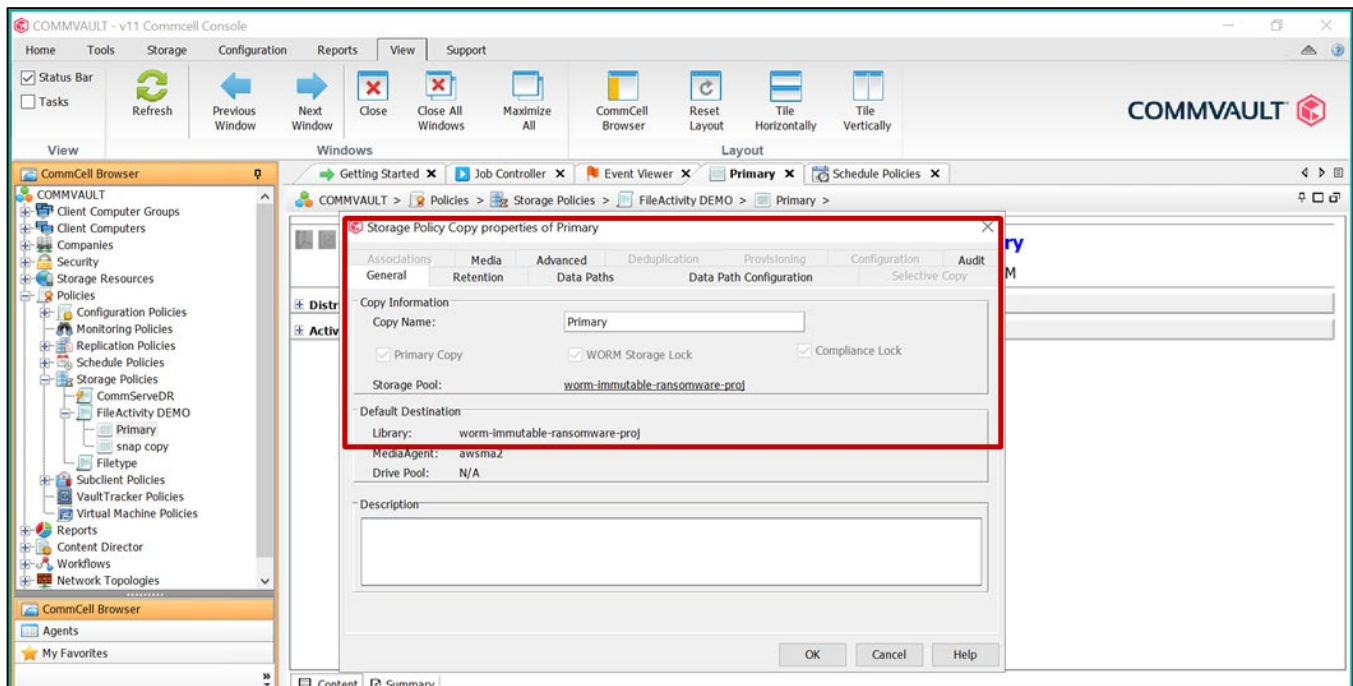 COMMVAULT - v11 Commcell Console
Home Tools Storage Configuration Reports View Support
Status Bar
Tasks
Refresh
Previous Window
Next Window
Close
Close All Windows
Maximize All
CommCell Browser
Reset Layout
Tile Horizontally
Tile Vertically
COMMVAULT
View Windows Layout
CommCell Browser
COMMVAULT
Client Computer Groups
Client Computers
Companies
Security
Storage Resources
Policies
Configuration Policies
Monitoring Policies
Replication Policies
Schedule Policies
Storage Policies
CommServeDR
FileActivity DEMO
Primary
snap copy
Filetype
Subclient Policies
VaultTracker Policies
Virtual Machine Policies
Reports
Content Director
Workflows
Network Topologies
CommCell Browser
Agents
My Favorites
Getting Started Job Controller Event Viewer Primary Schedule Policies
COMMVAULT > Policies > Storage Policies > FileActivity DEMO > Primary >
ry
M
Distr
Activ
Storage Policy Copy properties of Primary
Associations Media Advanced Deduplication Provisioning Configuration Audit
General Retention Data Paths Data Path Configuration Selective Copy
Copy Information
Copy Name: Primary
Primary Copy WORM Storage Lock Compliance Lock
Storage Pool: worm-immutable-ransomware-proj
Default Destination
Library: worm-immutable-ransomware-proj
MediaAgent: awsma2
Drive Pool: N/A
Description
OK Cancel Help
Content Summary